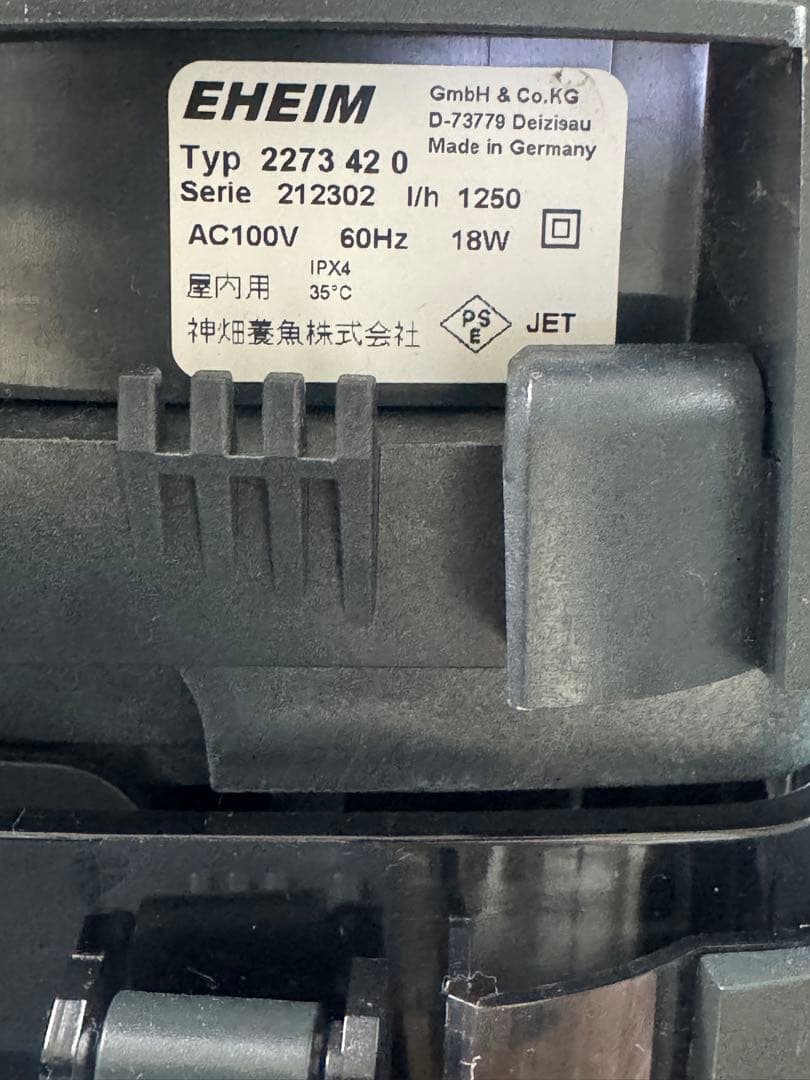 EHEIM
GmbH & Co.KG
D-73779 Deizisau
Made in Germany
Typ 2273 42 0
Serie 212302 l/h 1250
AC100V 60Hz 18W
屋内用 IPX4
35°C
神畑養魚株式会社
PS
E
JET